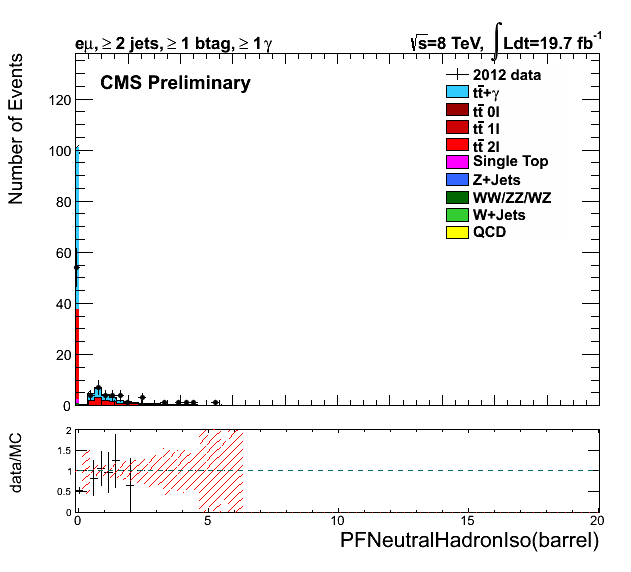 eμ, ≥ 2 jets, ≥ 1 btag, ≥ 1 γ
√s=8 TeV, ∫ Ldt=19.7 fb⁻¹
CMS Preliminary
2012 data
tt̄+γ
tt̄ 0l
tt̄ 1l
tt̄ 2l
Single Top
Z+Jets
WW/ZZ/WZ
W+Jets
QCD
Number of Events
120
100
80
60
40
20
0
data/MC
2
1.5
1
0.5
0
0 5 10 15 20
PFNeutralHadronIso(barrel)